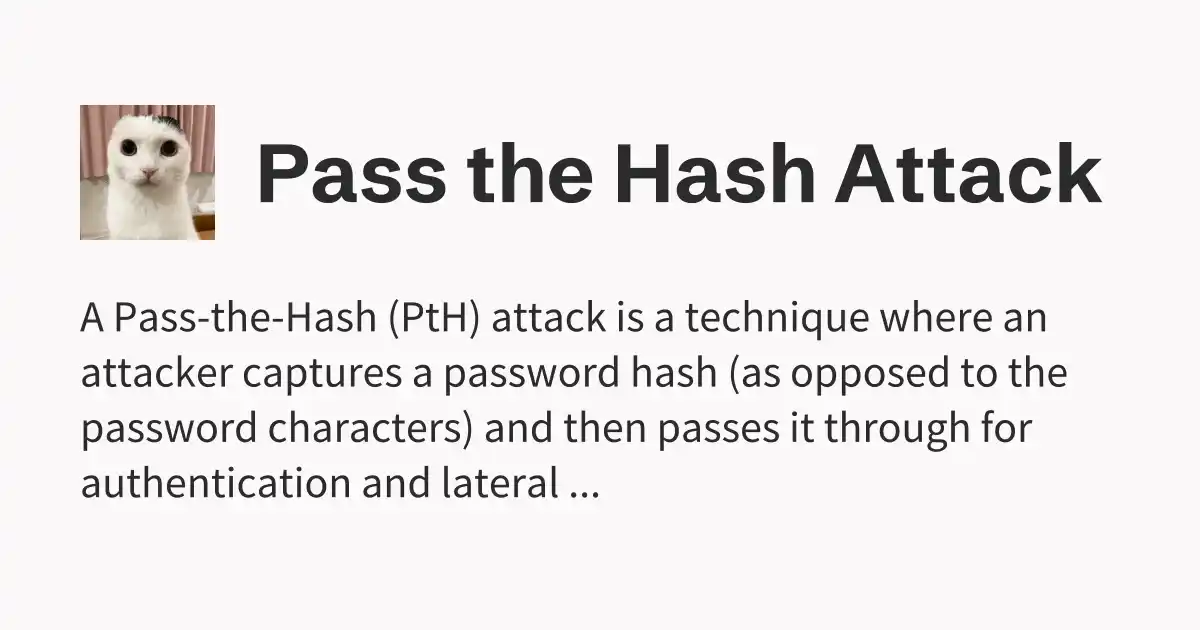 Pass the Hash Attack
A Pass-the-Hash (PtH) attack is a technique where an
attacker captures a password hash (as opposed to the
password characters) and then passes it through for
authentication and lateral ...